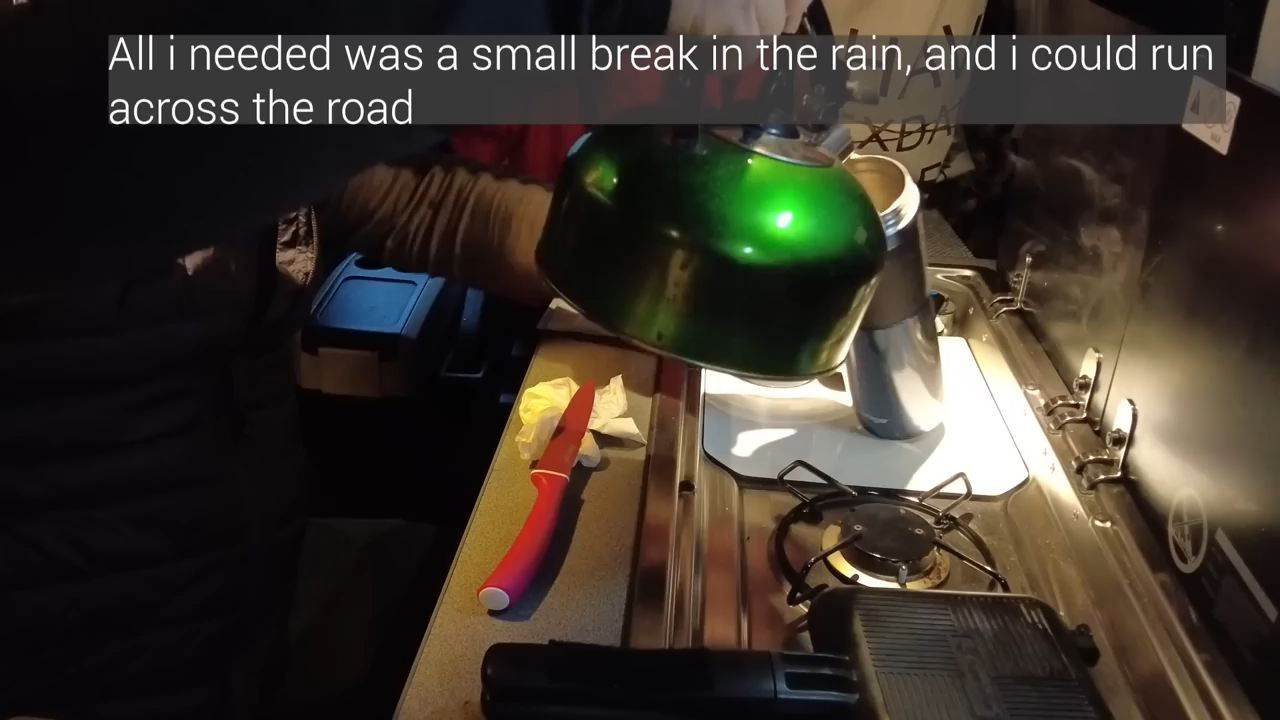 All i needed was a small break in the rain, and i could run
across the road